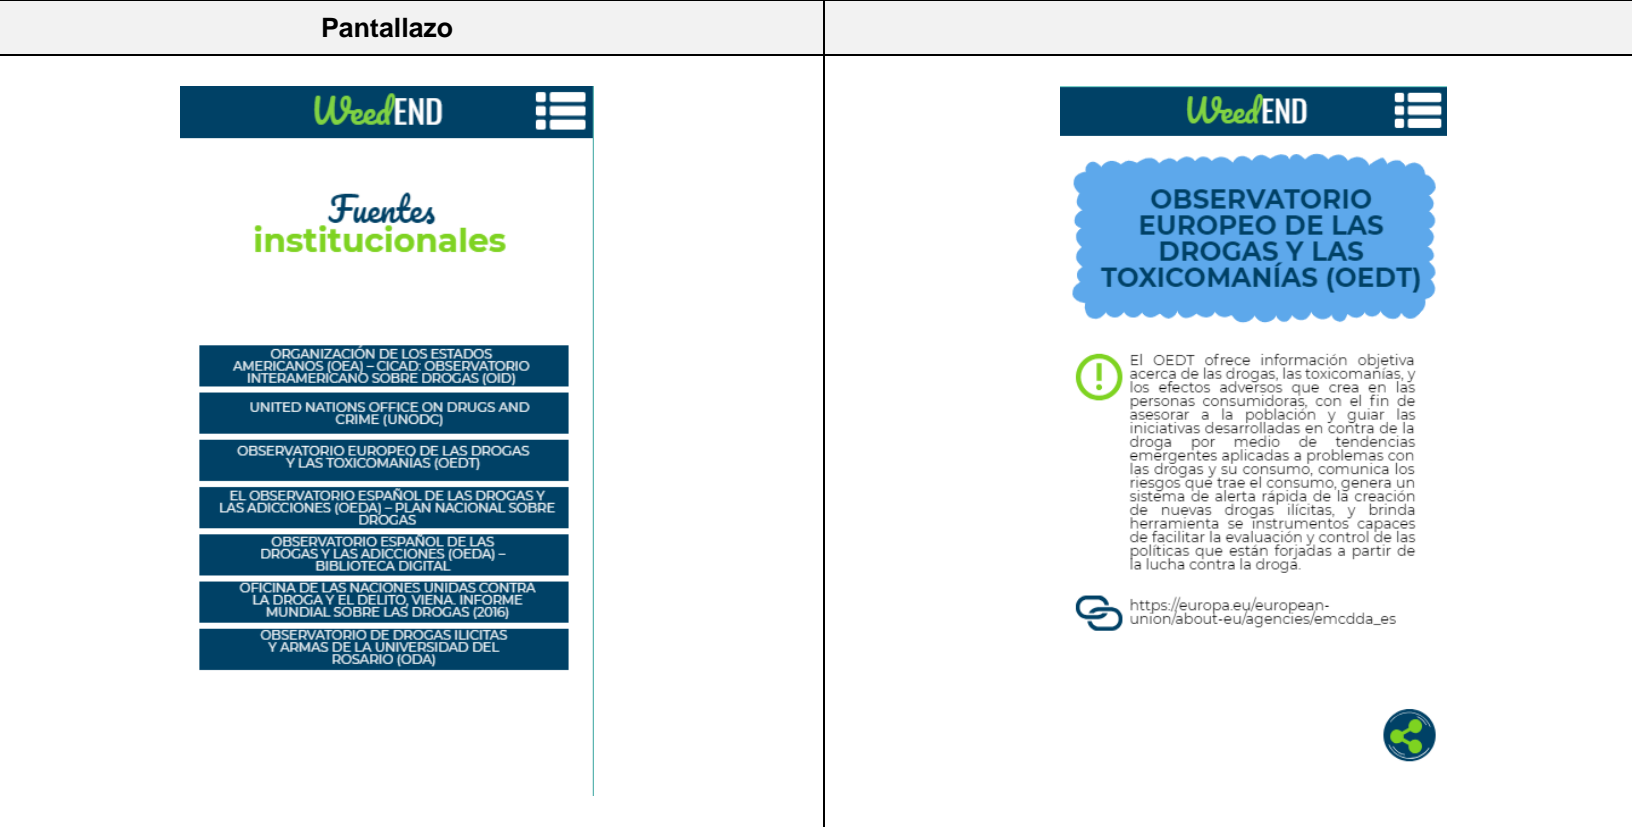 Pantallazo
WeedEND
Fuentes
institucionales
ORGANIZACIÓN DE LOS ESTADOS
AMERICANOS (OEA) – CICAD: OBSERVATORIO
INTERAMERICANO SOBRE DROGAS (OID)
UNITED NATIONS OFFICE ON DRUGS AND
CRIME (UNODC)
OBSERVATORIO EUROPEO DE LAS DROGAS
Y LAS TOXICOMANÍAS (OEDT)
EL OBSERVATORIO ESPAÑOL DE LAS DROGAS Y
LAS ADICCIONES (OEDA) – PLAN NACIONAL SOBRE
DROGAS
OBSERVATORIO ESPAÑOL DE LAS
DROGAS Y LAS ADICCIONES (OEDA) –
BIBLIOTECA DIGITAL
OFICINA DE LAS NACIONES UNIDAS CONTRA
LA DROGA Y EL DELITO, VIENA. INFORME
MUNDIAL SOBRE LAS DROGAS (2016)
OBSERVATORIO DE DROGAS ILICITAS
Y ARMAS DE LA UNIVERSIDAD DEL
ROSARIO (ODA)
WeedEND
OBSERVATORIO
EUROPEO DE LAS
DROGAS Y LAS
TOXICOMANÍAS (OEDT)
El OEDT ofrece información objetiva
acerca de las drogas, las toxicomanías, y
los efectos adversos que crea en las
personas consumidoras, con el fin de
asesorar a la población y guiar las
iniciativas desarrolladas en contra de la
droga por medio de tendencias
emergentes aplicadas a problemas con
las drogas y su consumo, comunica los
riesgos que trae el consumo, genera un
sistema de alerta rápida de la creación
de nuevas drogas ilícitas, y brinda
herramienta se instrumentos capaces
de facilitar la evaluación y control de las
políticas que están forjadas a partir de
la lucha contra la droga.
https://europa.eu/european-
union/about-eu/agencies/emcdda_es